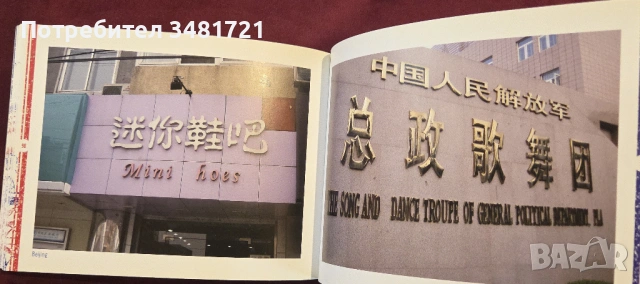 Потребител 3481721
迷你鞋吧
Mini hoes
Beijing
中国人民解放军
总政歌舞团
THE SONG AND DANCE TROUPE OF GENERAL POLITICAL DEPARTMENT, PLA
BAZAR
bg